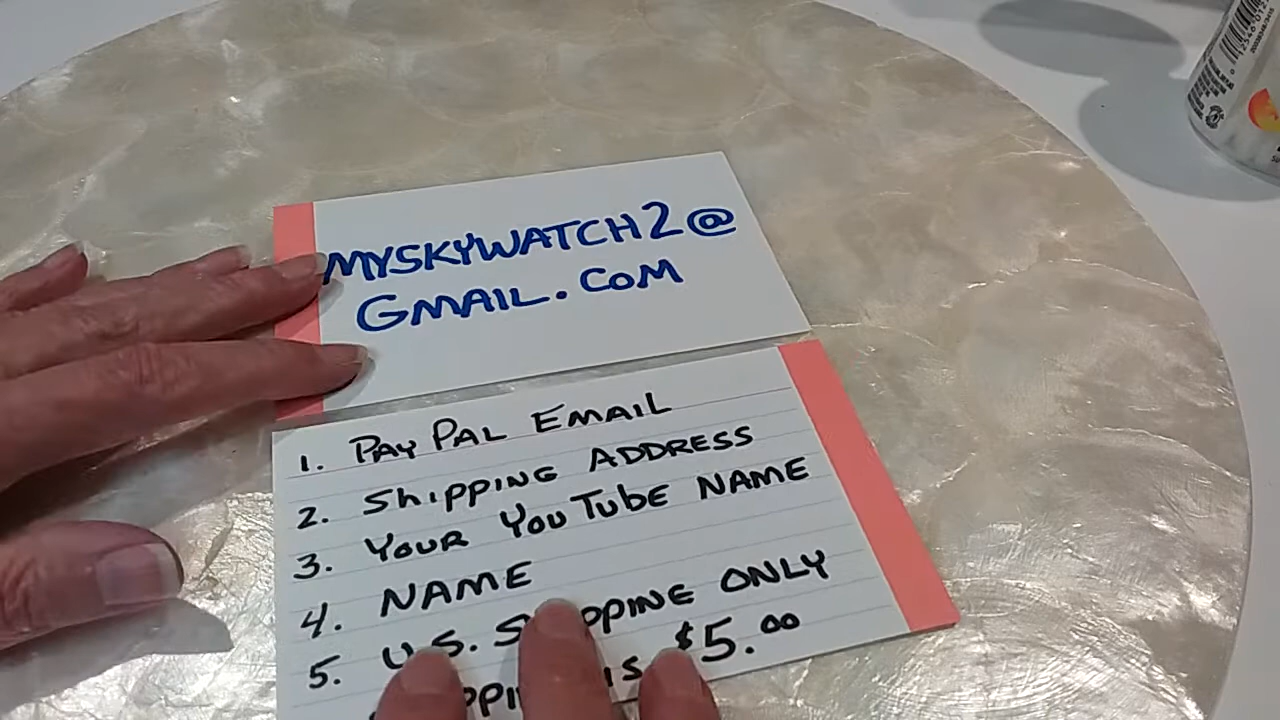 MYSKYWATCH2@
GMAIL.COM
1. PAYPAL EMAIL
2. ShippING ADDRESS
3. YOUR YouTubE NAME
4. NAME
5. U.S. ONLY
IS $5.00